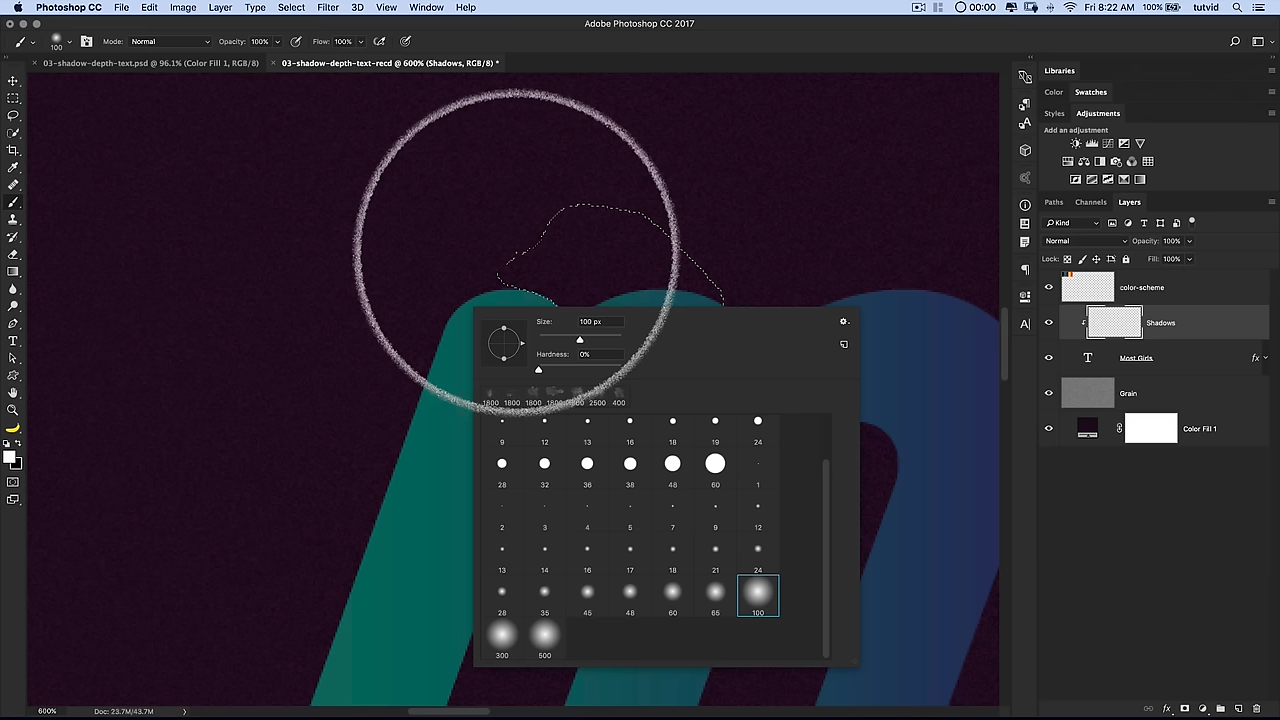 Photoshop CC File Edit Image Layer Type Select Filter 3D View Window Help 00:00 100% Fri 8:22 AM tutvid
Adobe Photoshop CC 2017
100 Mode: Normal Opacity: 100% Flow: 100%
× 03-shadow-depth-text.psd @ 96.1% (Color Fill 1, RGB/8) × 03-shadow-depth-text-recd @ 600% (Shadows, RGB/8) *
Libraries
Color Swatches
Styles Adjustments
Add an adjustment
Paths Channels Layers
Kind
Normal Opacity: 100%
Lock: Fill: 100%
color-scheme
Shadows
T Most Girls fx
Grain
Color Fill 1
Size: 100 px
Hardness: 0%
1800 1800 1800 2500 400
9 12 13 16 18 19 24
28 32 36 38 48 60 1
2 3 4 5 7 9 12
13 14 16 17 18 21 24
28 35 45 48 60 65 100
300 500
600% Doc: 23.7M/43.7M